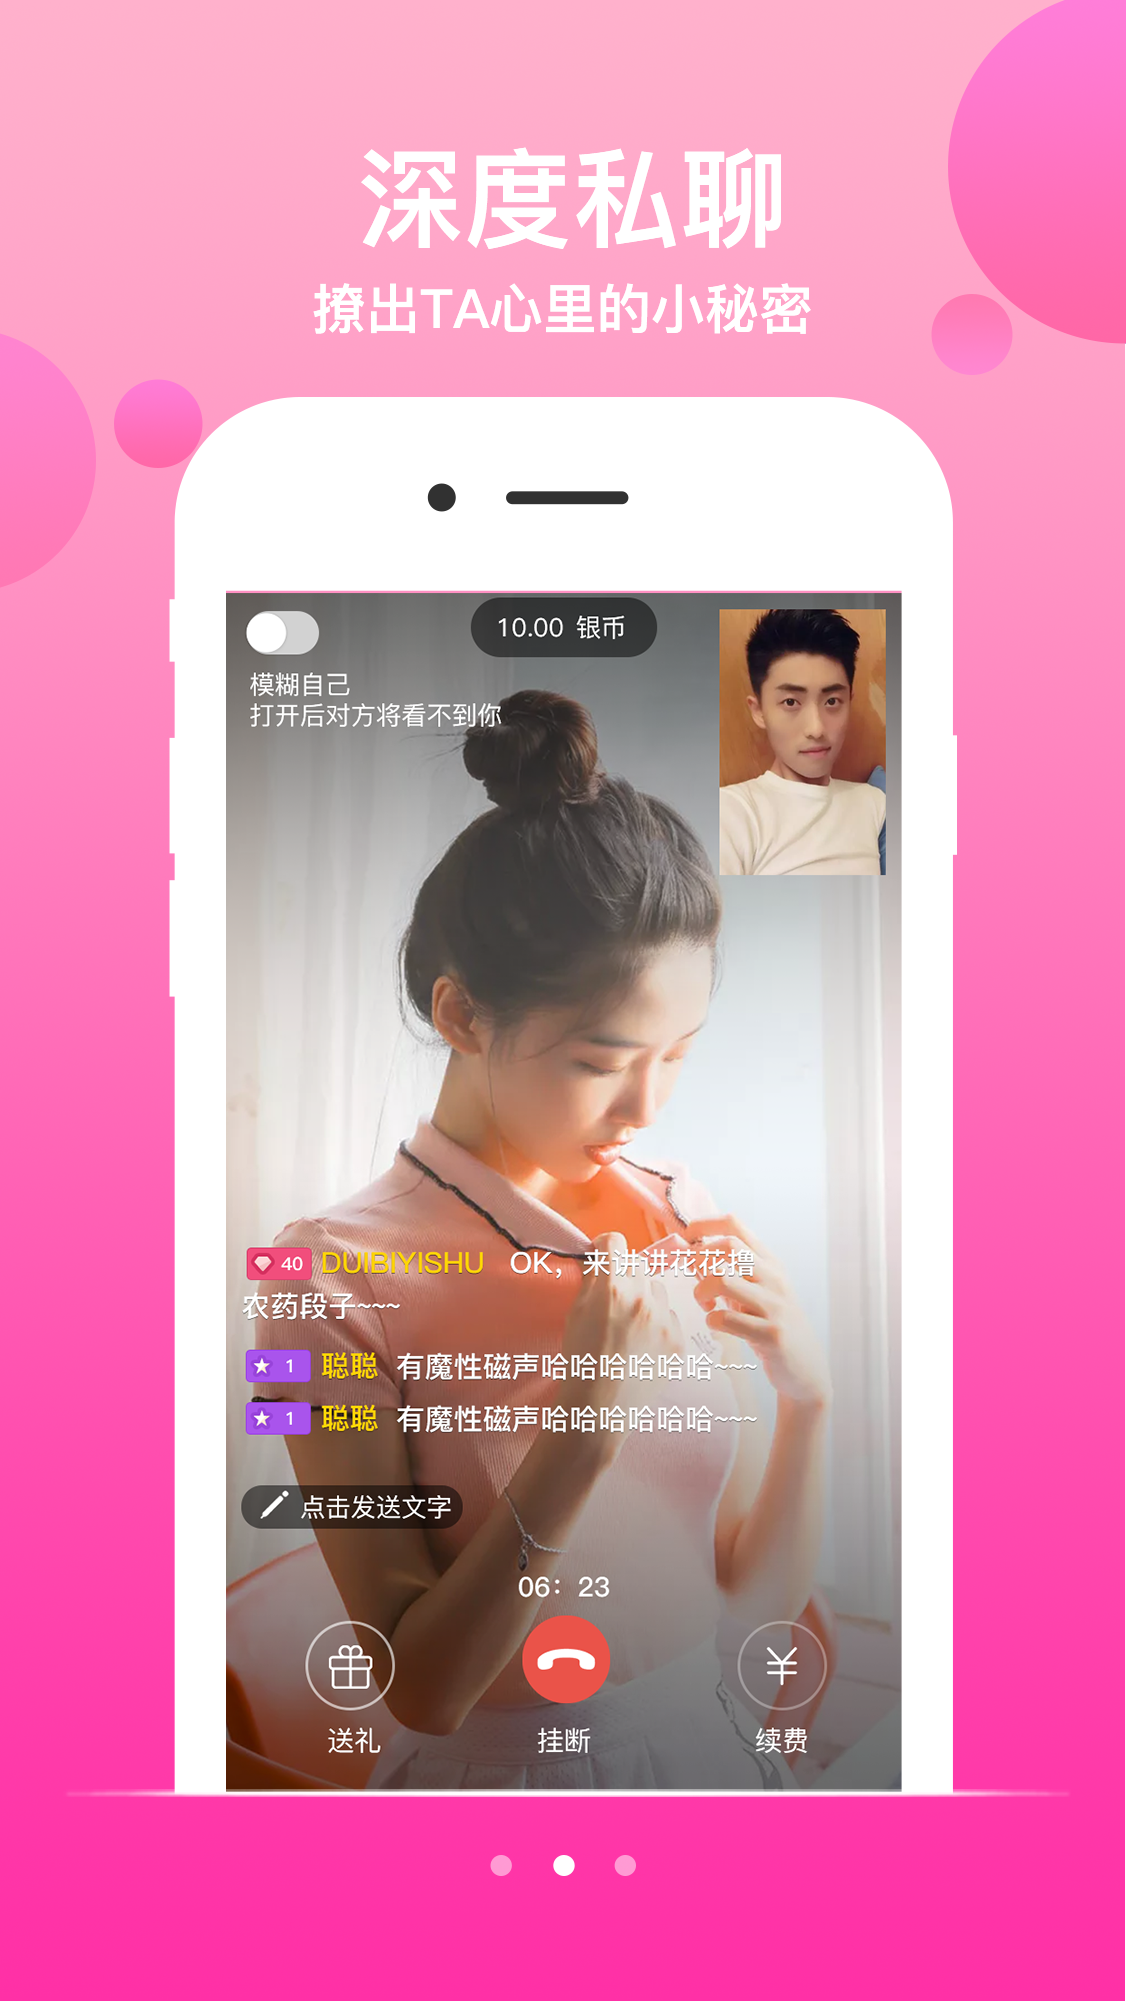 深度私聊
撩出TA心里的小秘密
10.00 银币
模糊自己
打开后对方将看不到你
40 DUIBIYISHU OK，来讲讲花花撸
农药段子~~~
1 聪聪 有魔性磁声哈哈哈哈哈哈~~~
1 聪聪 有魔性磁声哈哈哈哈哈哈~~~
点击发送文字
06：23
送礼 挂断 续费